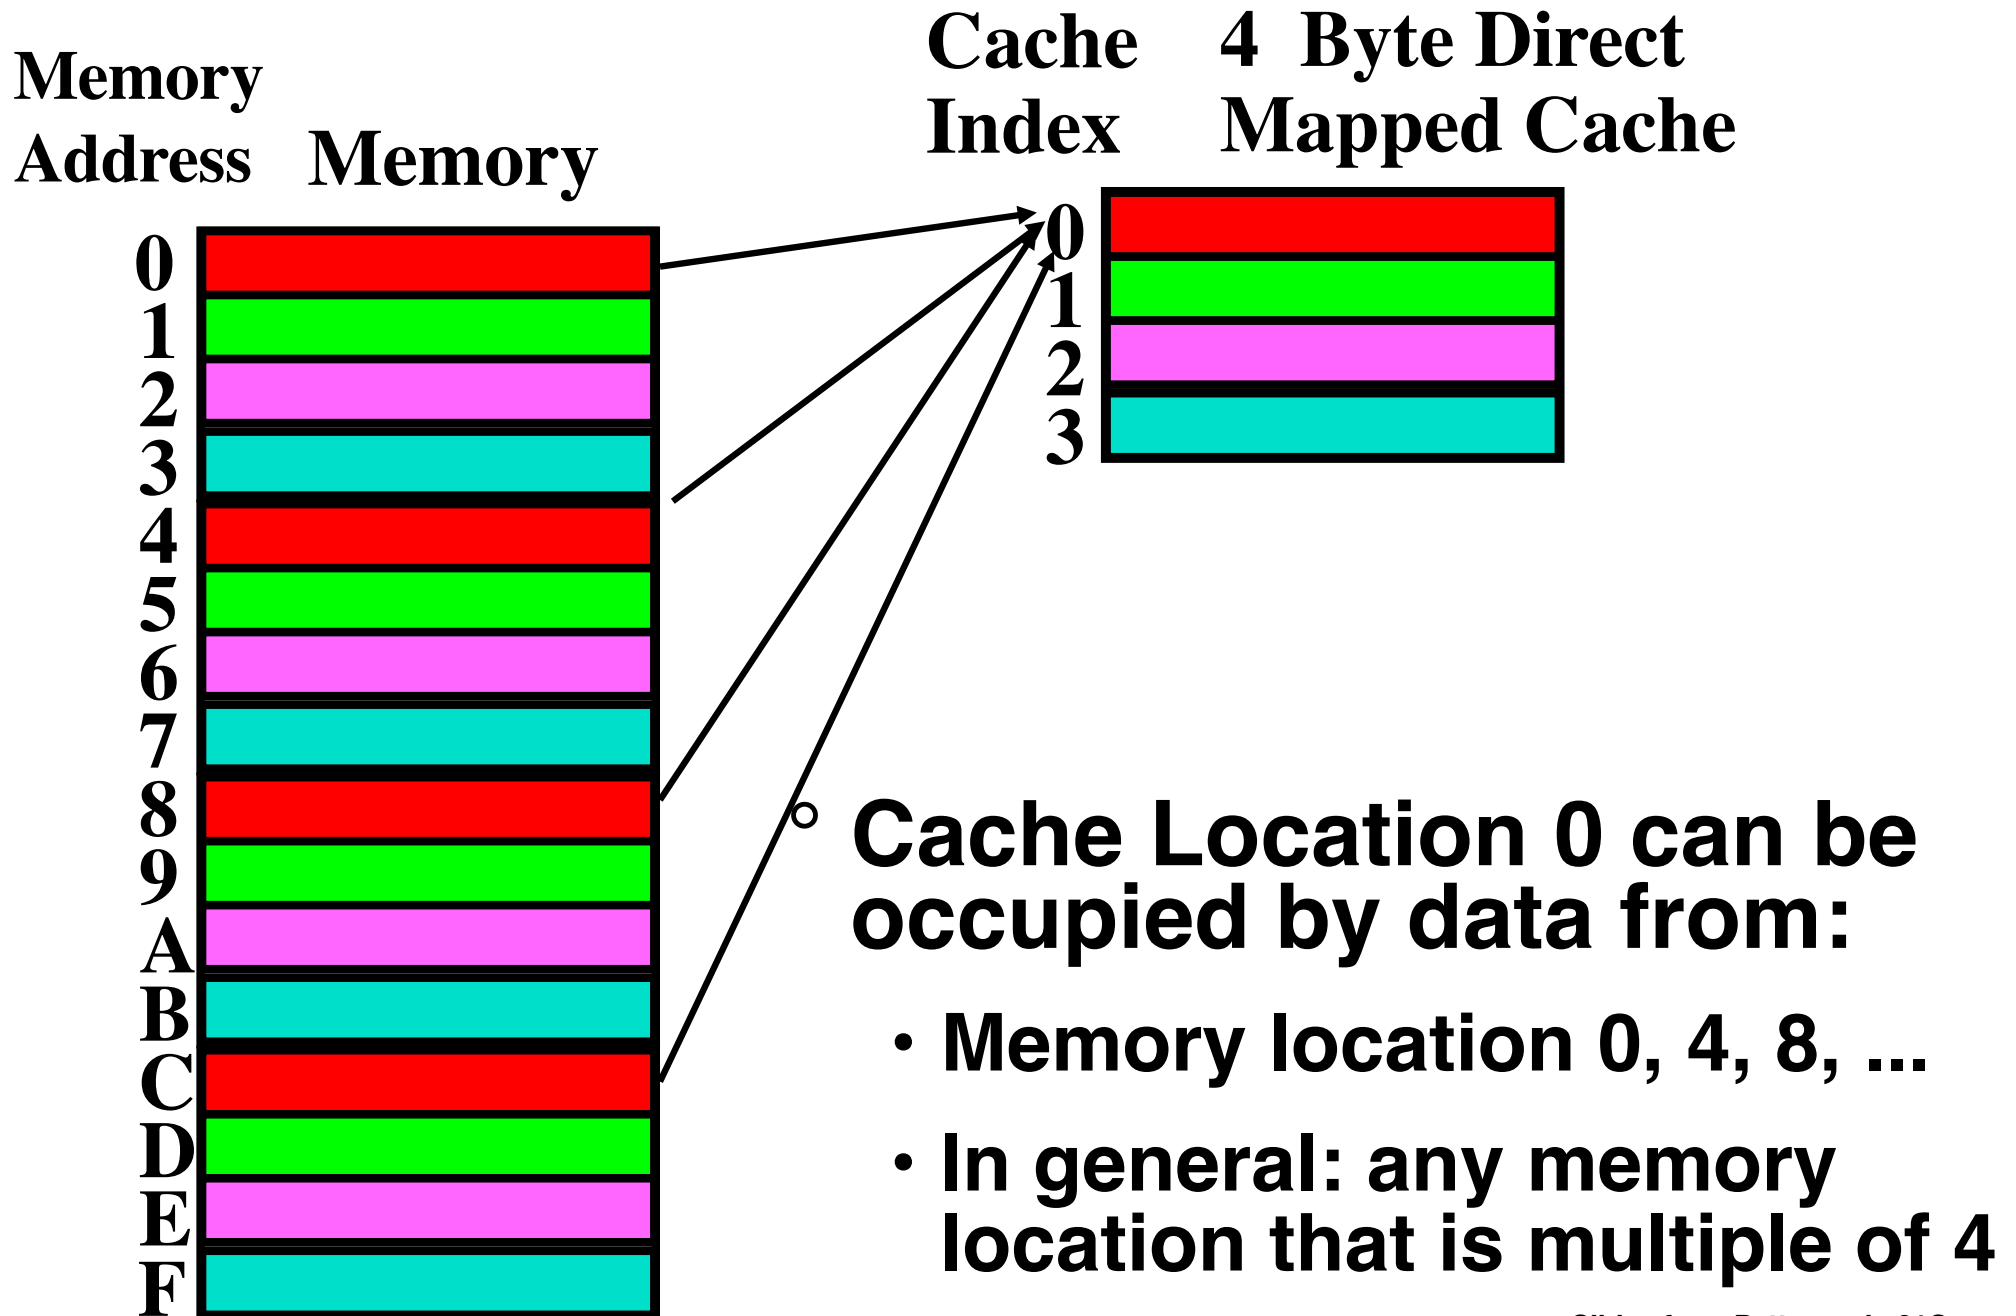 Memory
Address
Memory
0
1
2
3
4
5
6
7
8
9
A
B
C
D
E
F
Cache
Index
4 Byte Direct
Mapped Cache
0
1
2
3
Cache Location 0 can be
occupied by data from:
• Memory location 0, 4, 8, ...
• In general: any memory
location that is multiple of 4